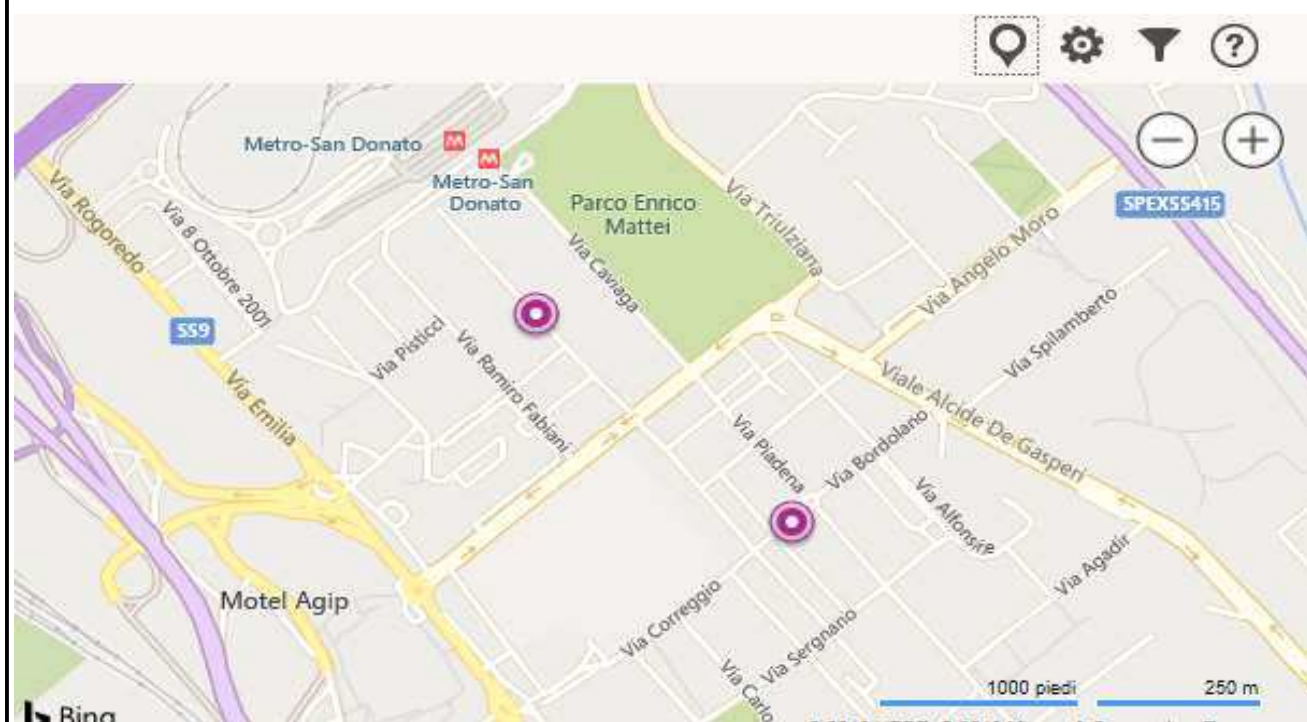 ?
Metro-San Donato
M
M
Metro-San
Donato
Parco Enrico
Mattei
Via Triulziana
SPEXSS415
Via Rogoredo
Via 8 Ottobre 2001
Via Caviaga
Via Angelo Moro
SS9
Via Pisticci
Via Ramiro Fabiani
Via Spilamberto
Via Emilia
Viale Alcide De Gasperi
Via Piadena
Via Bordolano
Via Alfonsine
Via Agadir
Motel Agip
Via Correggio
Via Sergnano
Via Carlo
1000 piedi
250 m
Bing